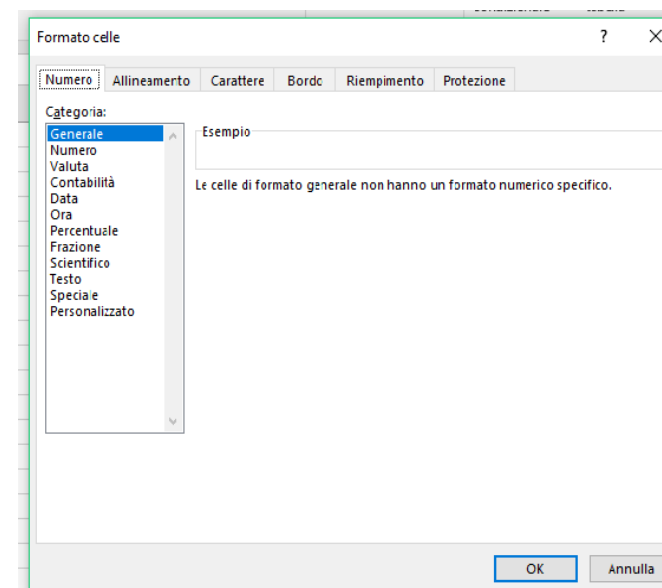 Formato celle ?
Numero Allineamento Carattere Bordo Riempimento Protezione
Categoria:
Generale
Numero
Valuta
Contabilità
Data
Ora
Percentuale
Frazione
Scientifico
Testo
Speciale
Personalizzato
Esempio
Le celle di formato generale non hanno un formato numerico specifico.
OK Annulla